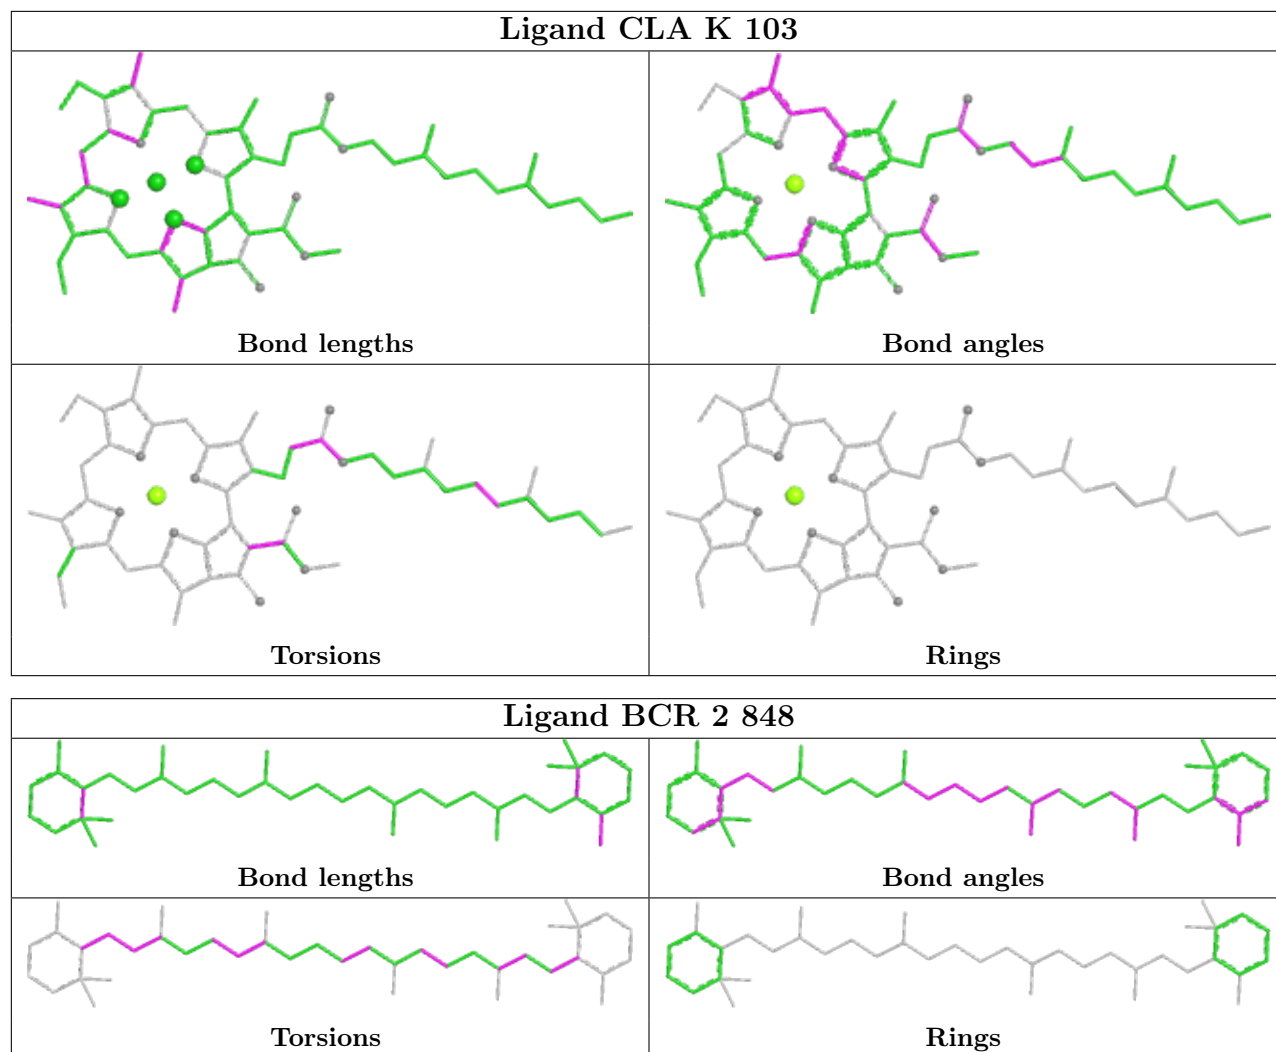 Ligand CLA K 103
Bond lengths
Bond angles
Torsions
Rings
Ligand BCR 2 848
Bond lengths
Bond angles
Torsions
Rings